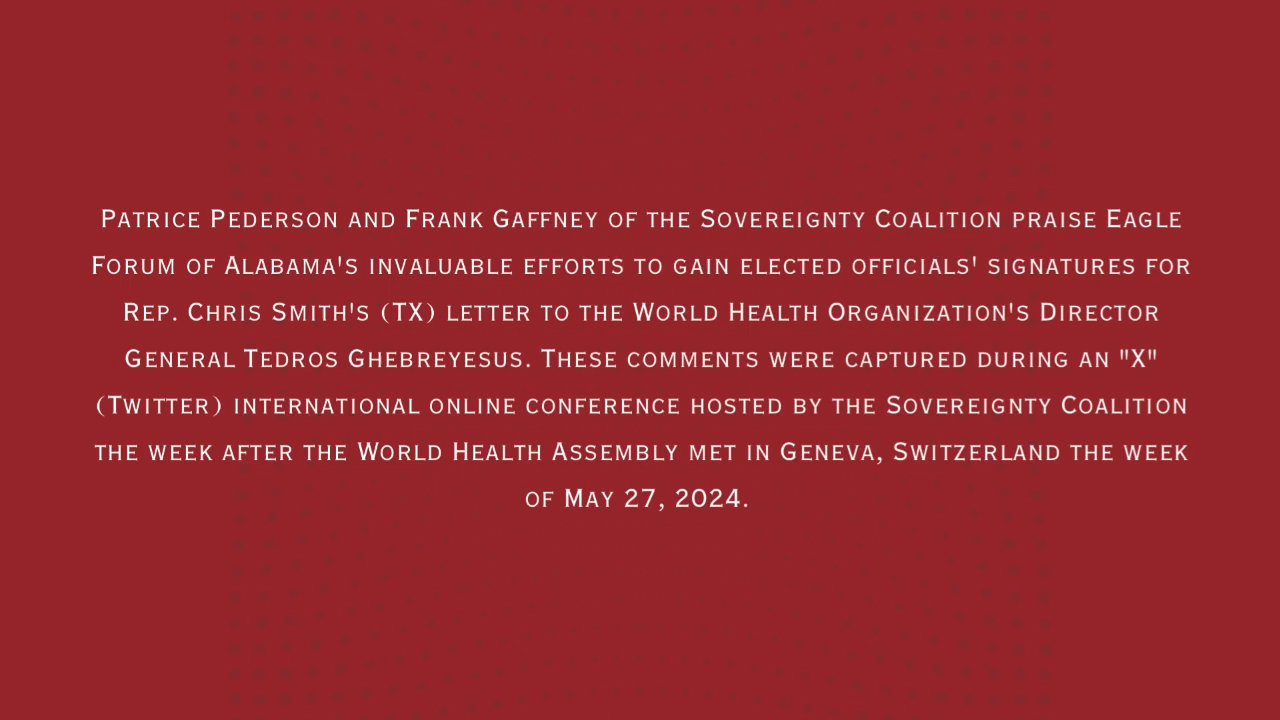 Patrice Pederson and Frank Gaffney of the Sovereignty Coalition praise Eagle
Forum of Alabama's invaluable efforts to gain elected officials' signatures for
Rep. Chris Smith's (TX) letter to the World Health Organization's Director
General Tedros Ghebreyesus. These comments were captured during an "X"
(Twitter) international online conference hosted by the Sovereignty Coalition
the week after the World Health Assembly met in Geneva, Switzerland the week
of May 27, 2024.